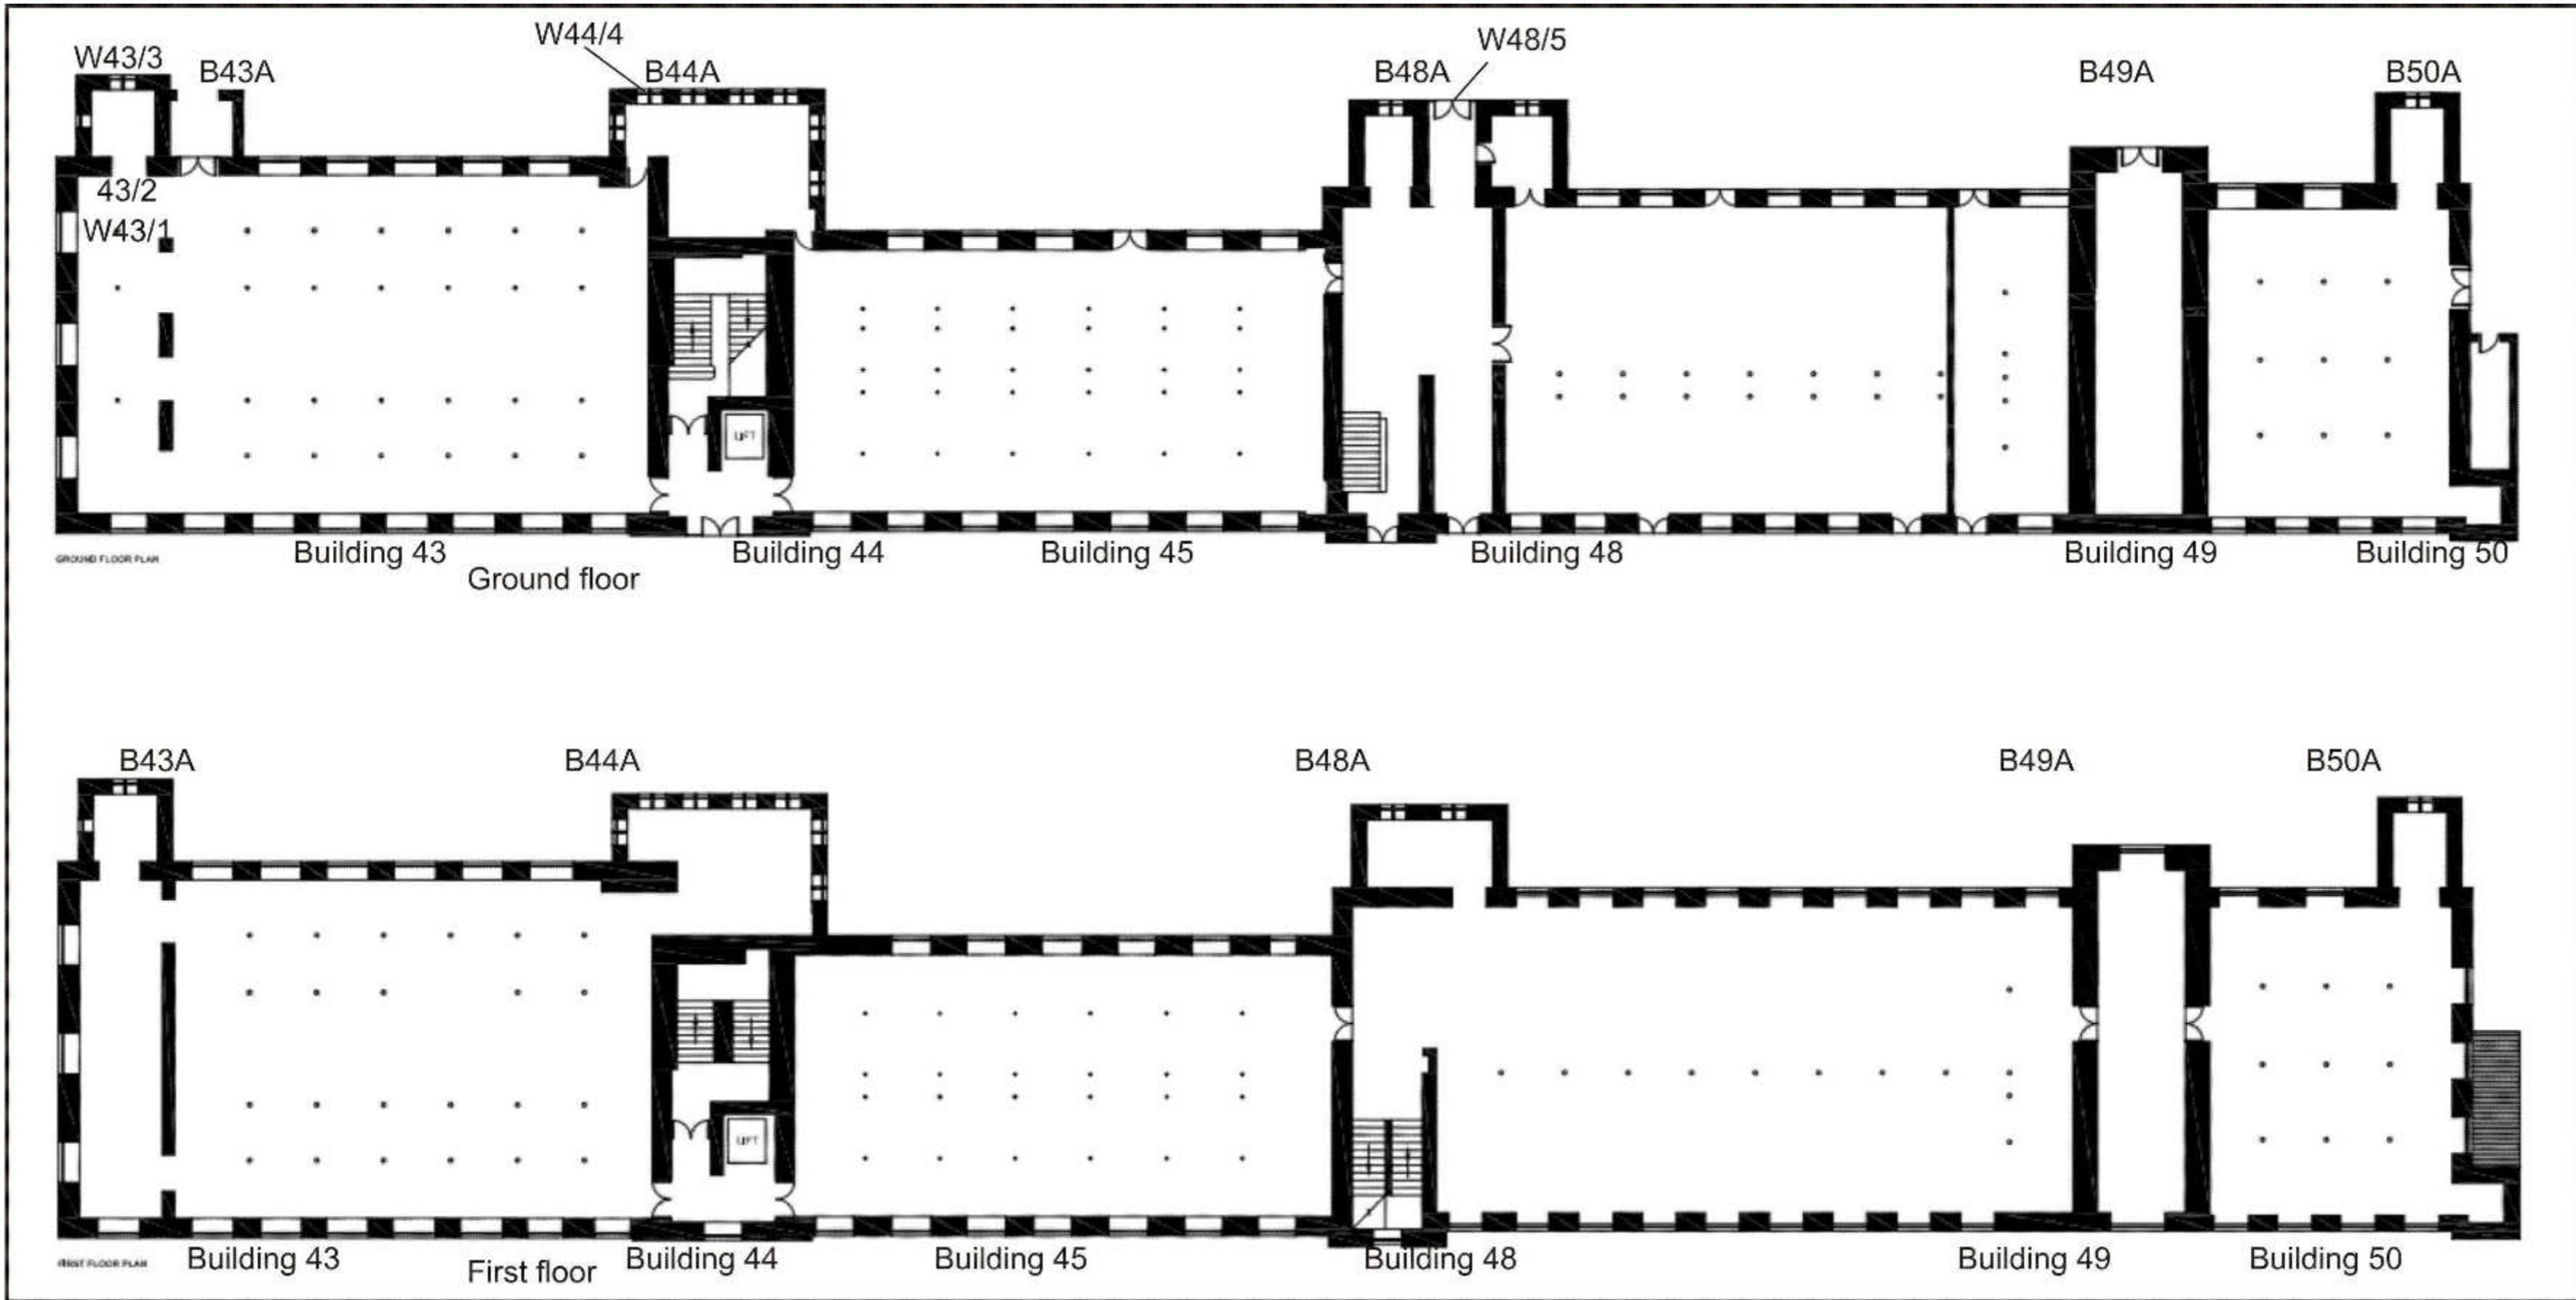 W43/3
B43A
W44/4
B44A
B48A
W48/5
B49A
B50A
43/2
W43/1
LIFT
GROUND FLOOR PLAN
Building 43
Ground floor
Building 44
Building 45
Building 48
Building 49
Building 50
B43A
B44A
B48A
B49A
B50A
LIFT
FIRST FLOOR PLAN
Building 43
First floor
Building 44
Building 45
Building 48
Building 49
Building 50